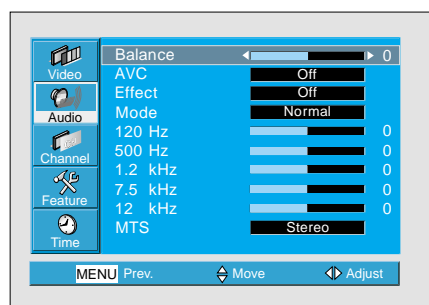 Video
Audio
Channel
Feature
Time
Balance 0
AVC Off
Effect Off
Mode Normal
120 Hz 0
500 Hz 0
1.2 kHz 0
7.5 kHz 0
12 kHz 0
MTS Stereo
MENU Prev. Move Adjust